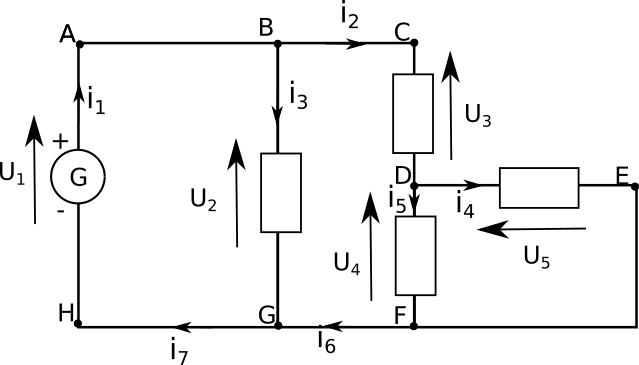 A B i₂ C
i₁ i₃ U₃
+
U₁ G U₂ D E
- i₅ i₄
U₄ U₅
H G F
i₇ i₆